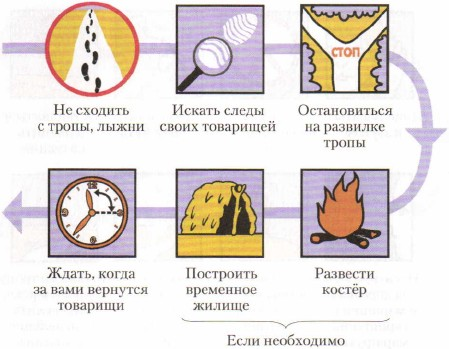 СТОП
Не сходить
с тропы, лыжни
Искать следы
своих товарищей
Остановиться
на развилке
тропы
Ждать, когда
за вами вернутся
товарищи
Построить
временное
жилище
Развести
костёр
Если необходимо